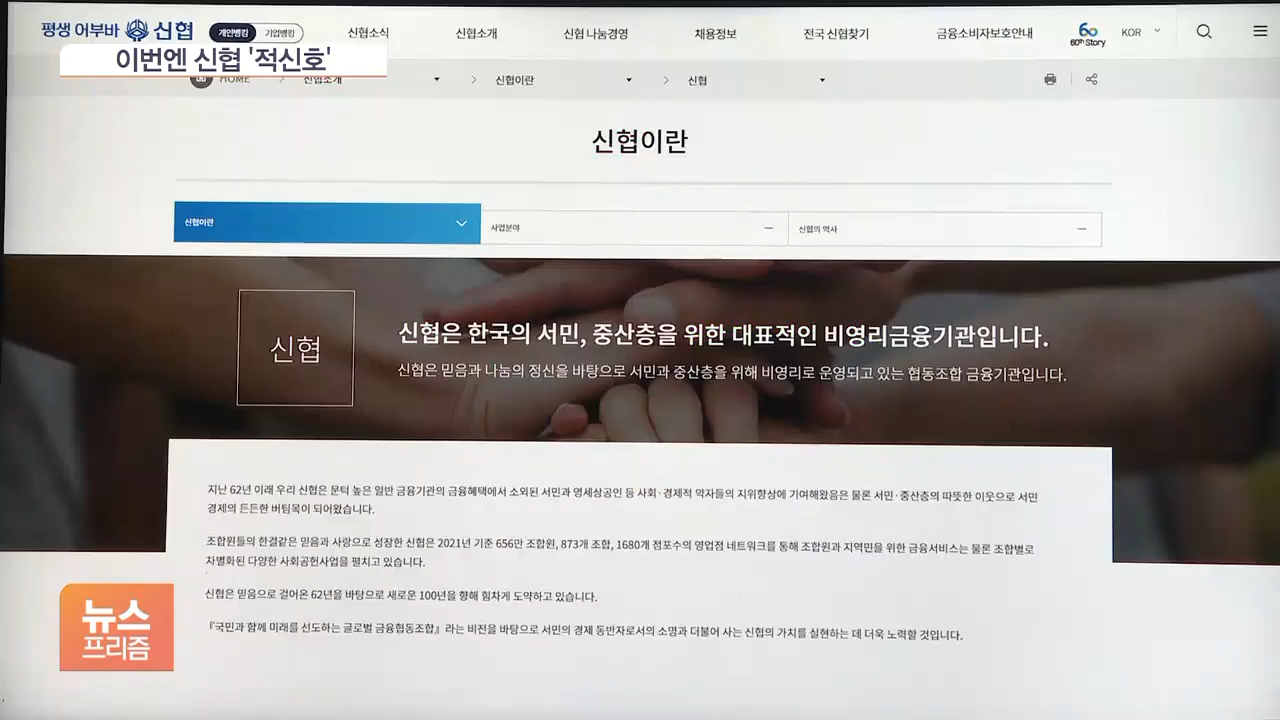 평생 어부바 신협 개인뱅킹 기업뱅킹 신협소식 신협소개 신협 나눔경영 채용정보 전국 신협찾기 금융소비자보호안내 60 60th Story KOR
이번엔 신협 '적신호'
HOME 신협소개 신협이란 신협
신협이란
신협이란 사업분야 신협의 역사
신협
신협은 한국의 서민, 중산층을 위한 대표적인 비영리금융기관입니다.
신협은 믿음과 나눔의 정신을 바탕으로 서민과 중산층을 위해 비영리로 운영되고 있는 협동조합 금융기관입니다.
지난 62년 이래 우리 신협은 문턱 높은 일반 금융기관의 금융혜택에서 소외된 서민과 영세상공인 등 사회·경제적 약자들의 지위향상에 기여해왔음은 물론 서민·중산층의 따뜻한 이웃으로 서민
경제의 든든한 버팀목이 되어왔습니다.
조합원들의 한결같은 믿음과 사랑으로 성장한 신협은 2021년 기준 656만 조합원, 873개 조합, 1680개 점포수의 영업점 네트워크를 통해 조합원과 지역민을 위한 금융서비스는 물론 조합별로
차별화된 다양한 사회공헌사업을 펼치고 있습니다.
신협은 믿음으로 걸어온 62년을 바탕으로 새로운 100년을 향해 힘차게 도약하고 있습니다.
『국민과 함께 미래를 선도하는 글로벌 금융협동조합』라는 비전을 바탕으로 서민의 경제 동반자로서의 소명과 더불어 사는 신협의 가치를 실현하는 데 더욱 노력할 것입니다.
뉴스
프리즘